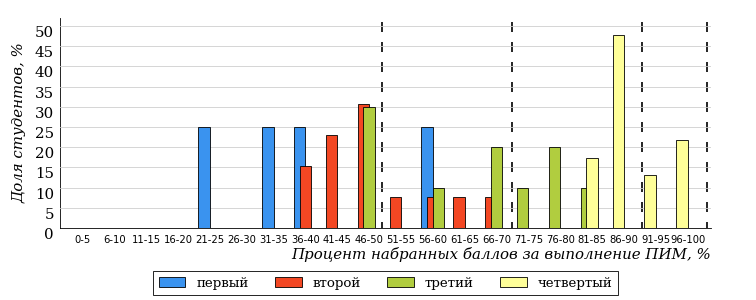 Доля студентов, %
50
45
40
35
30
25
20
15
10
5
0
0-5 6-10 11-15 16-20 21-25 26-30 31-35 36-40 41-45 46-50 51-55 56-60 61-65 66-70 71-75 76-80 81-85 86-90 91-95 96-100
Процент набранных баллов за выполнение ПИМ, %
первый второй третий четвертый